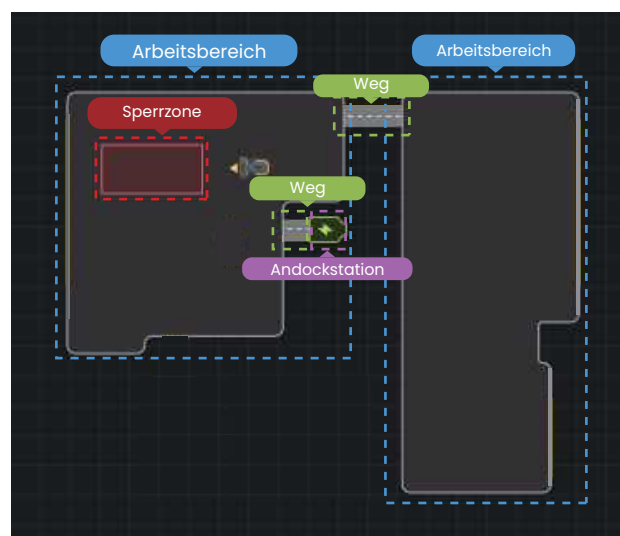 Arbeitsbereich
Arbeitsbereich
Weg
Sperrzone
Weg
Andockstation